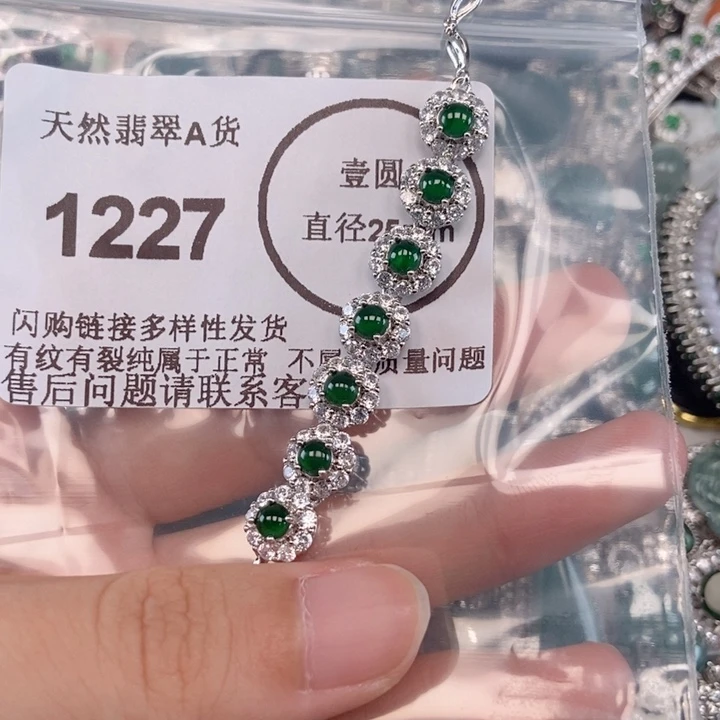 天然翡翠A货
1227
壹圆
直径25
闪购链接多样性发货
有纹有裂纯属于正常 不 质量问题
售后问题请联系客